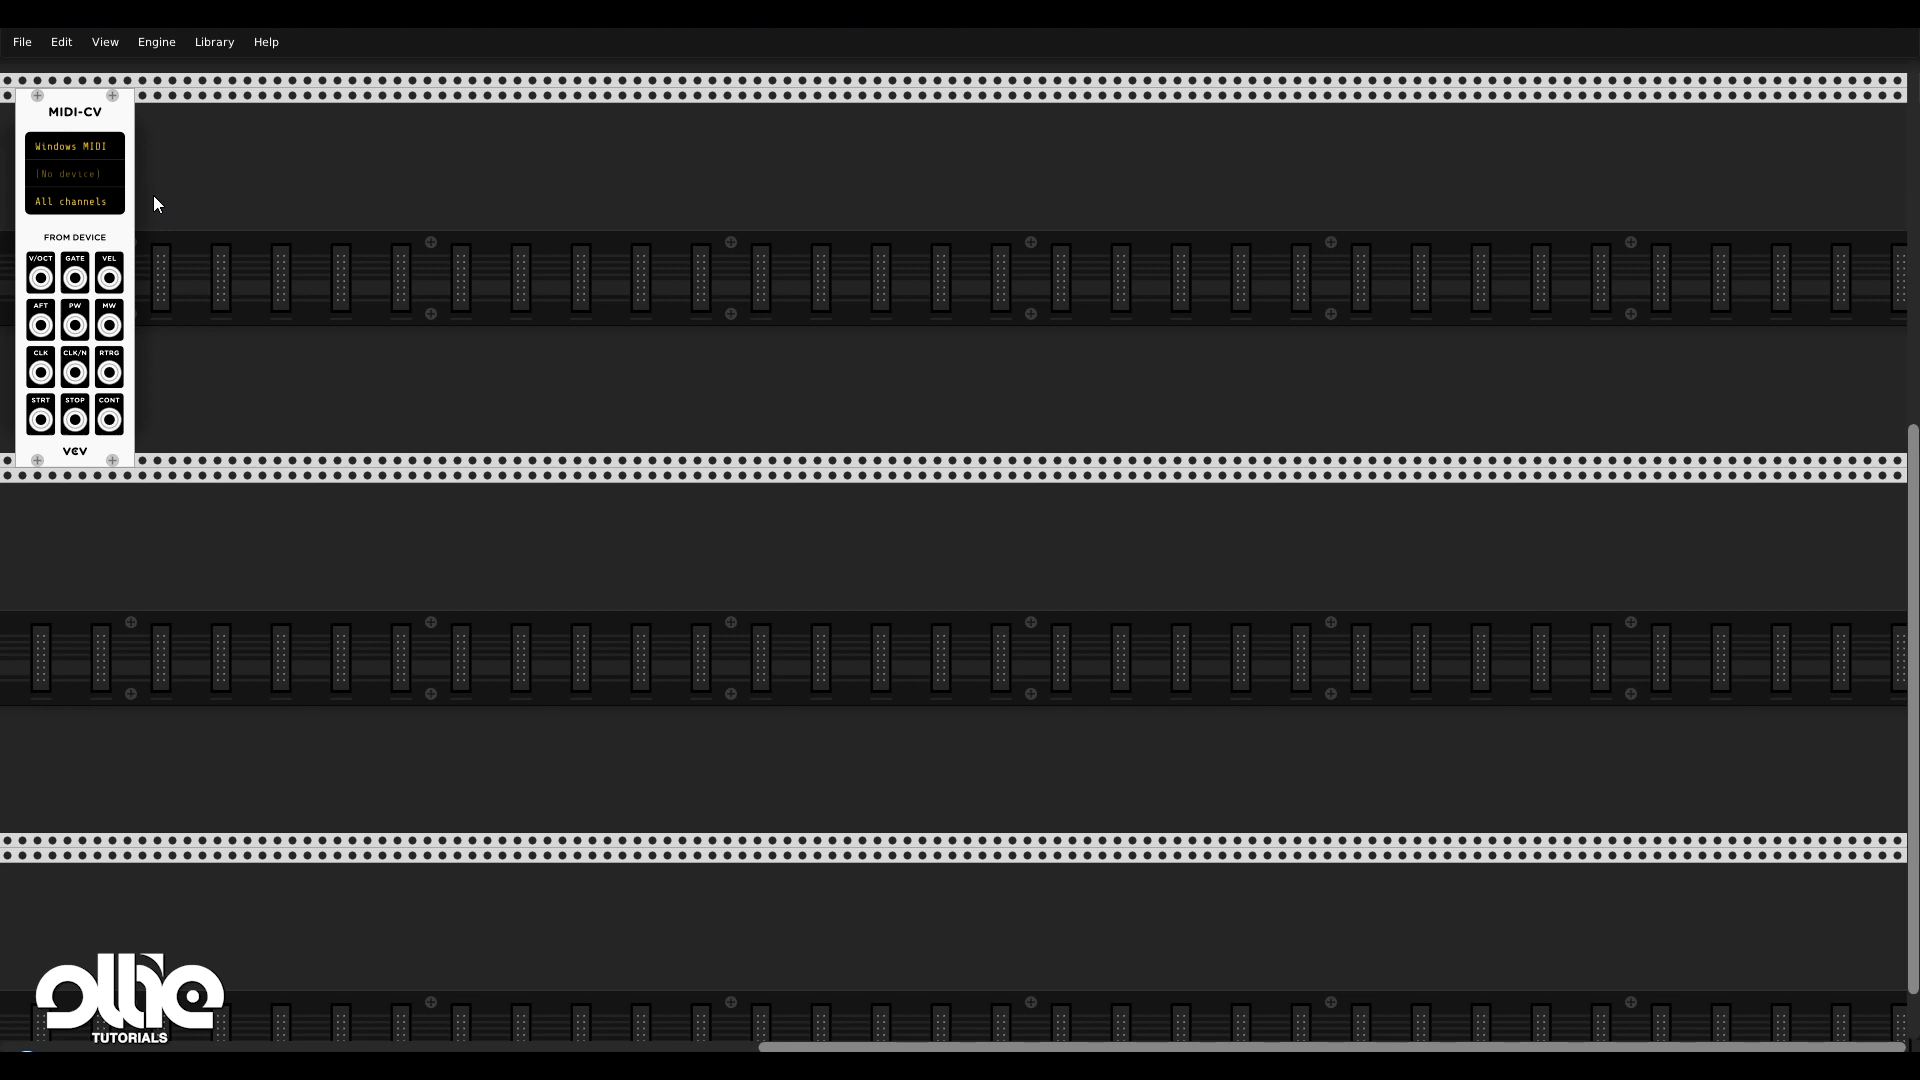 File Edit View Engine Library Help
MIDI-CV
Windows MIDI
(No device)
All channels
FROM DEVICE
V/OCT GATE VEL
AFT PW MW
CLK CLK/N RTRG
STRT STOP CONT
VCV
ollie
TUTORIALS